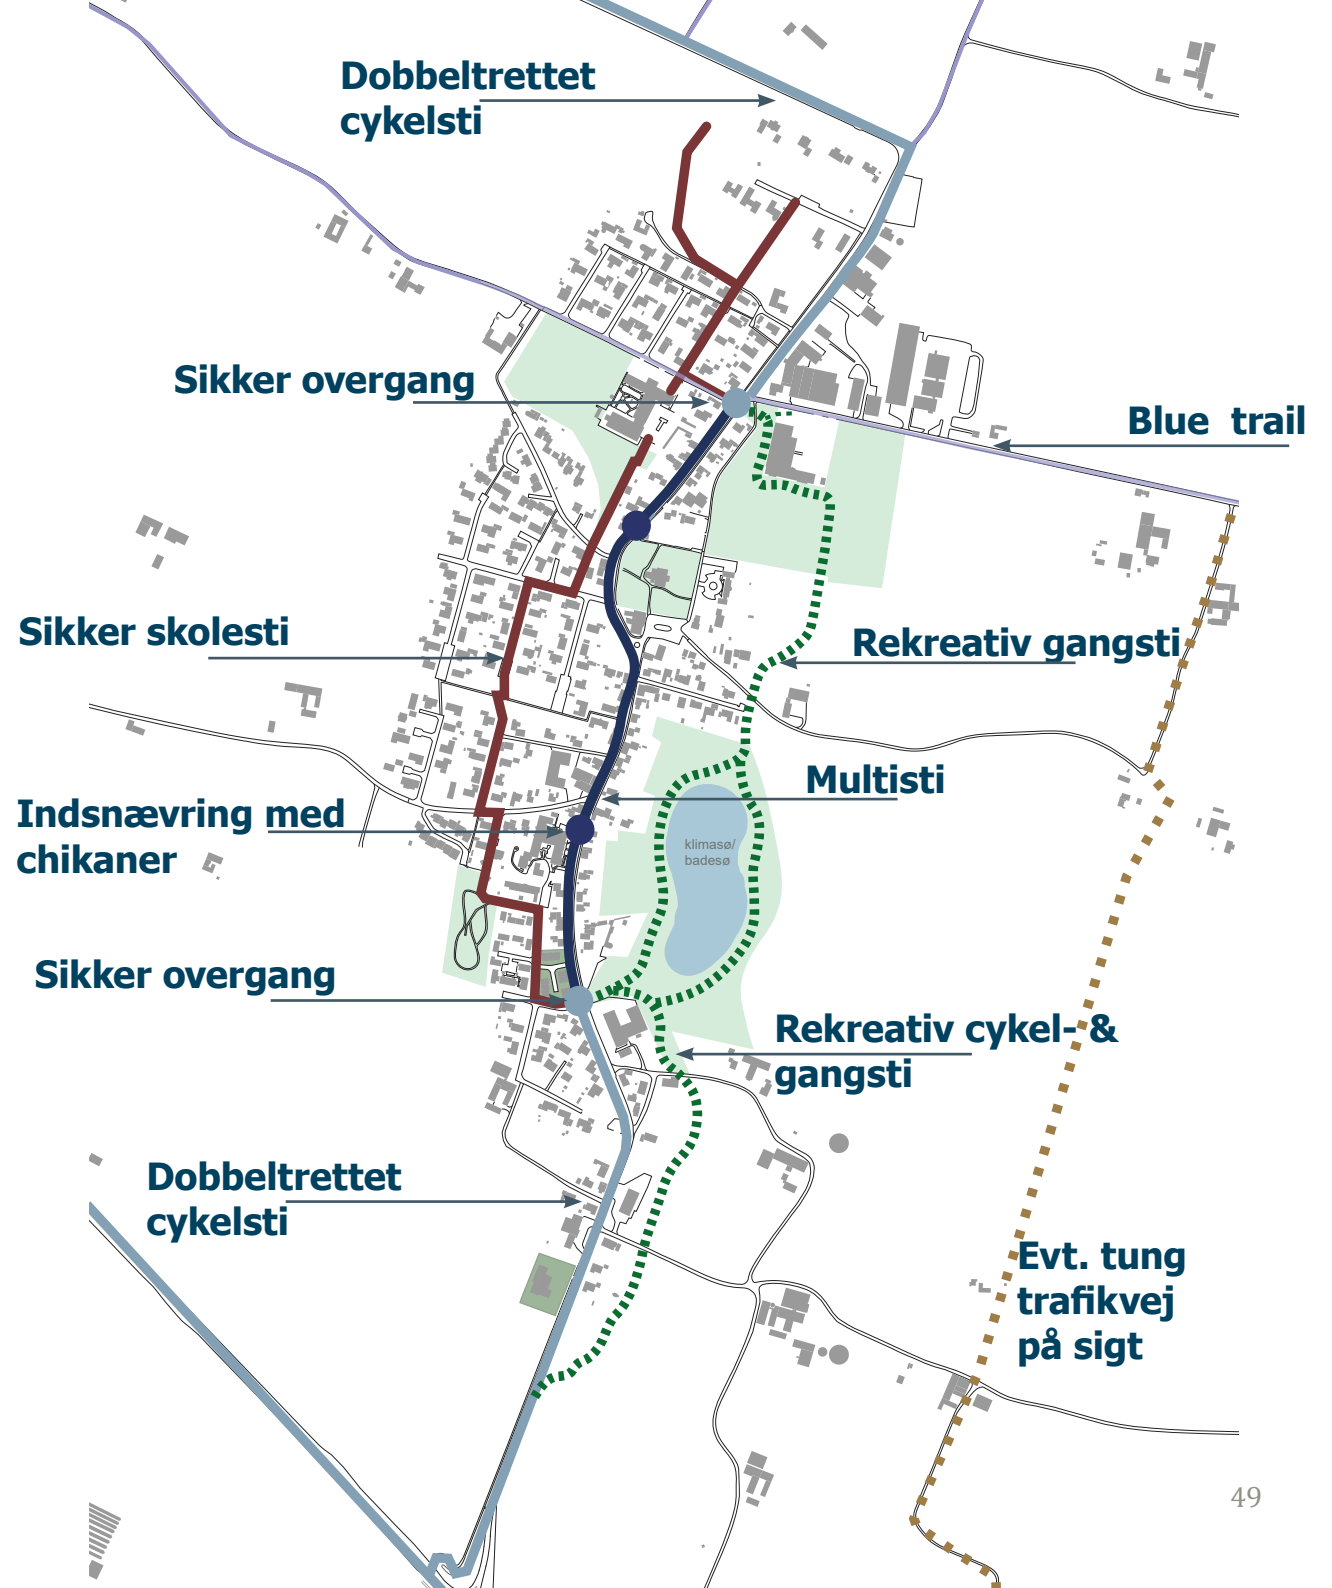 Dobbeltrettet
cykelsti
Sikker overgang
Blue trail
Sikker skolesti
Rekreativ gangsti
Multisti
Indsnævring med
chikaner
klimasø/
badesø
Sikker overgang
Rekreativ cykel- &
gangsti
Dobbeltrettet
cykelsti
Evt. tung
trafikvej
på sigt
49